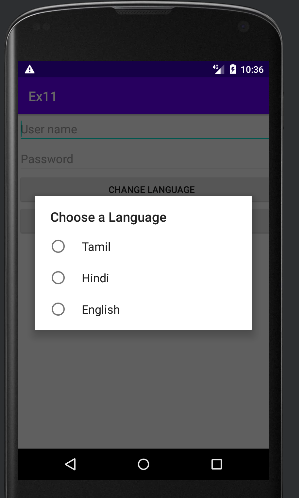 10:36
Ex11
User name
Password
CHANGE LANGUAGE
Choose a Language
Tamil
Hindi
English